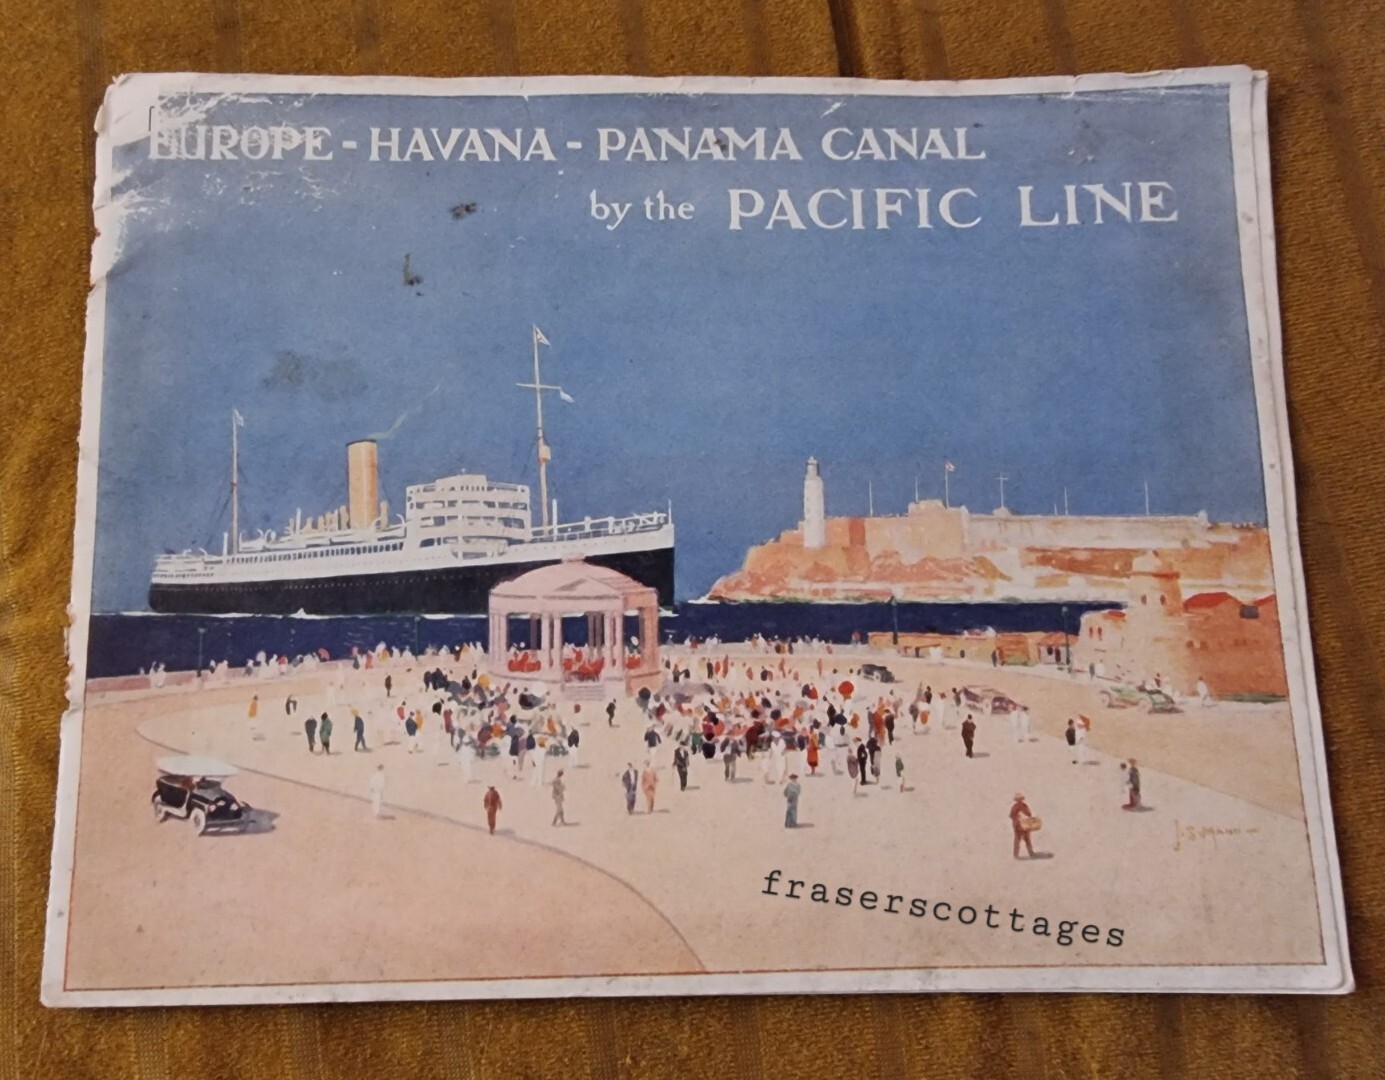 EUROPE - HAVANA - PANAMA CANAL
by the PACIFIC LINE
fraserscottages